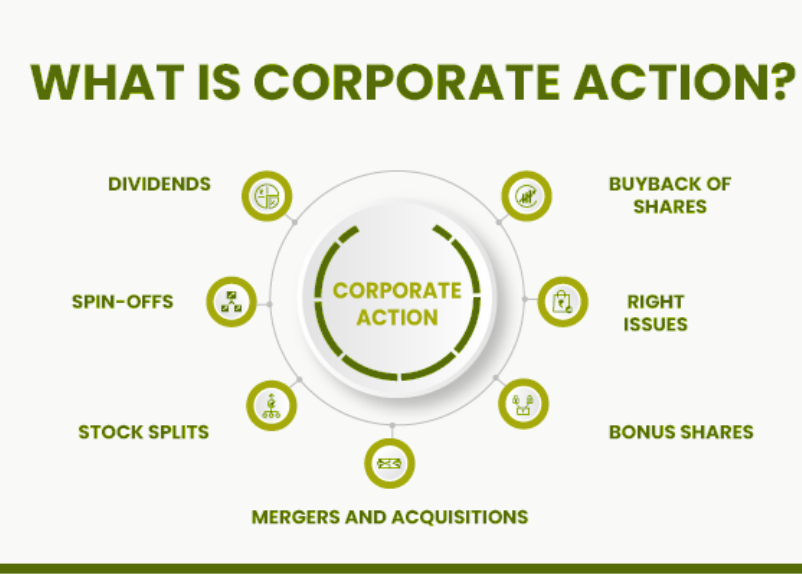 WHAT IS CORPORATE ACTION?
DIVIDENDS
BUYBACK OF
SHARES
SPIN-OFFS
CORPORATE
ACTION
RIGHT
ISSUES
STOCK SPLITS
BONUS SHARES
MERGERS AND ACQUISITIONS